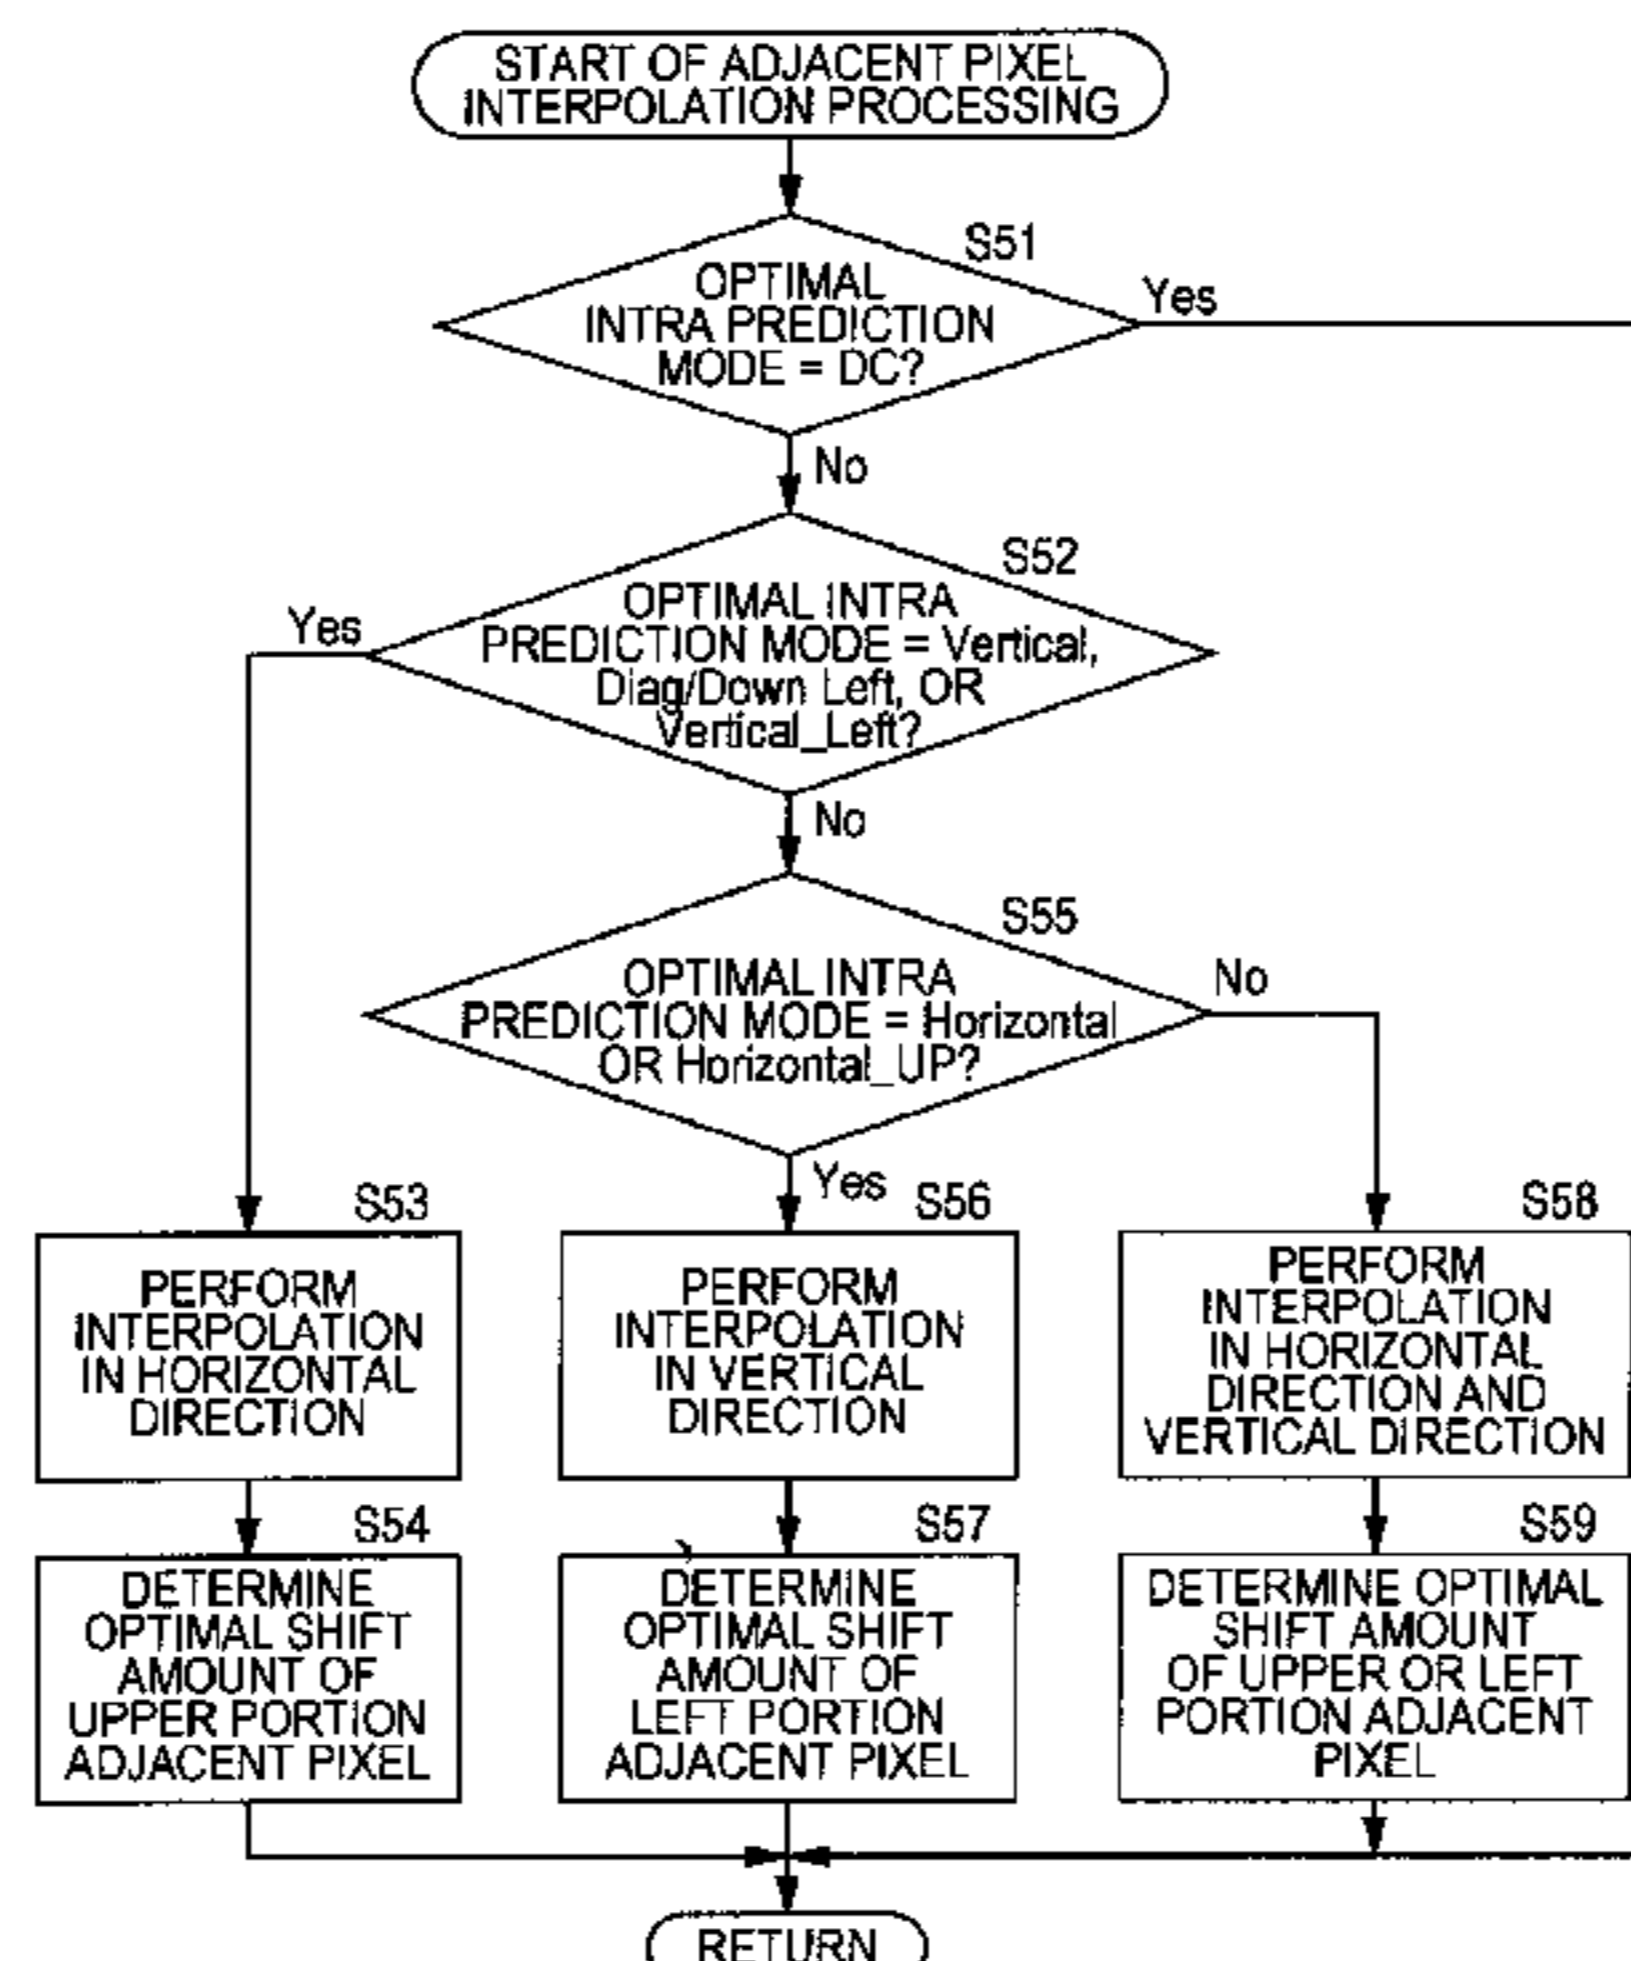 START OF ADJACENT PIXEL
INTERPOLATION PROCESSING
S51
OPTIMAL
INTRA PREDICTION
MODE = DC?
Yes
No
S52
OPTIMAL INTRA
PREDICTION MODE = Vertical,
Diag/Down Left, OR
Vertical_Left?
Yes
No
S55
OPTIMAL INTRA
PREDICTION MODE = Horizontal
OR Horizontal_UP?
No
Yes
S53
PERFORM
INTERPOLATION
IN HORIZONTAL
DIRECTION
S56
PERFORM
INTERPOLATION
IN VERTICAL
DIRECTION
S58
PERFORM
INTERPOLATION
IN HORIZONTAL
DIRECTION AND
VERTICAL DIRECTION
S54
DETERMINE
OPTIMAL SHIFT
AMOUNT OF
UPPER PORTION
ADJACENT PIXEL
S57
DETERMINE
OPTIMAL SHIFT
AMOUNT OF
LEFT PORTION
ADJACENT PIXEL
S59
DETERMINE OPTIMAL
SHIFT AMOUNT
OF UPPER OR LEFT
PORTION ADJACENT
PIXEL
RETURN